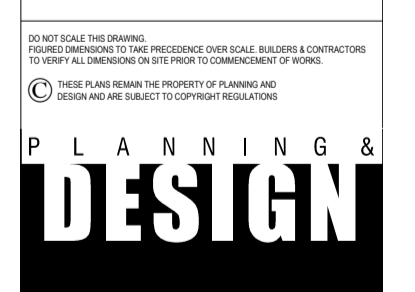 DO NOT SCALE THIS DRAWING.
FIGURED DIMENSIONS TO TAKE PRECEDENCE OVER SCALE. BUILDERS & CONTRACTORS
TO VERIFY ALL DIMENSIONS ON SITE PRIOR TO COMMENCEMENT OF WORKS.
© THESE PLANS REMAIN THE PROPERTY OF PLANNING AND
DESIGN AND ARE SUBJECT TO COPYRIGHT REGULATIONS
PLANNING &
DESIGN